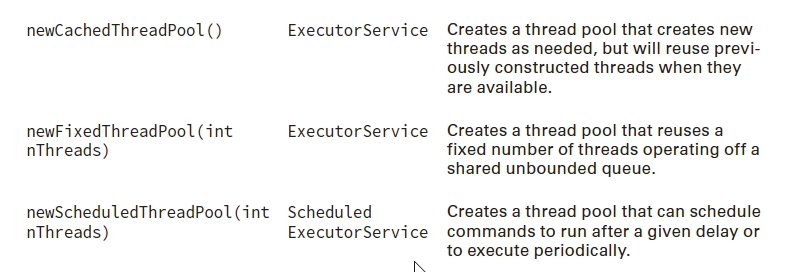 newCachedThreadPool() ExecutorService Creates a thread pool that creates new
threads as needed, but will reuse previ-
ously constructed threads when they
are available.
newFixedThreadPool(int ExecutorService Creates a thread pool that reuses a
nThreads) fixed number of threads operating off a
shared unbounded queue.
newScheduledThreadPool(int Scheduled Creates a thread pool that can schedule
nThreads) ExecutorService commands to run after a given delay or
to execute periodically.